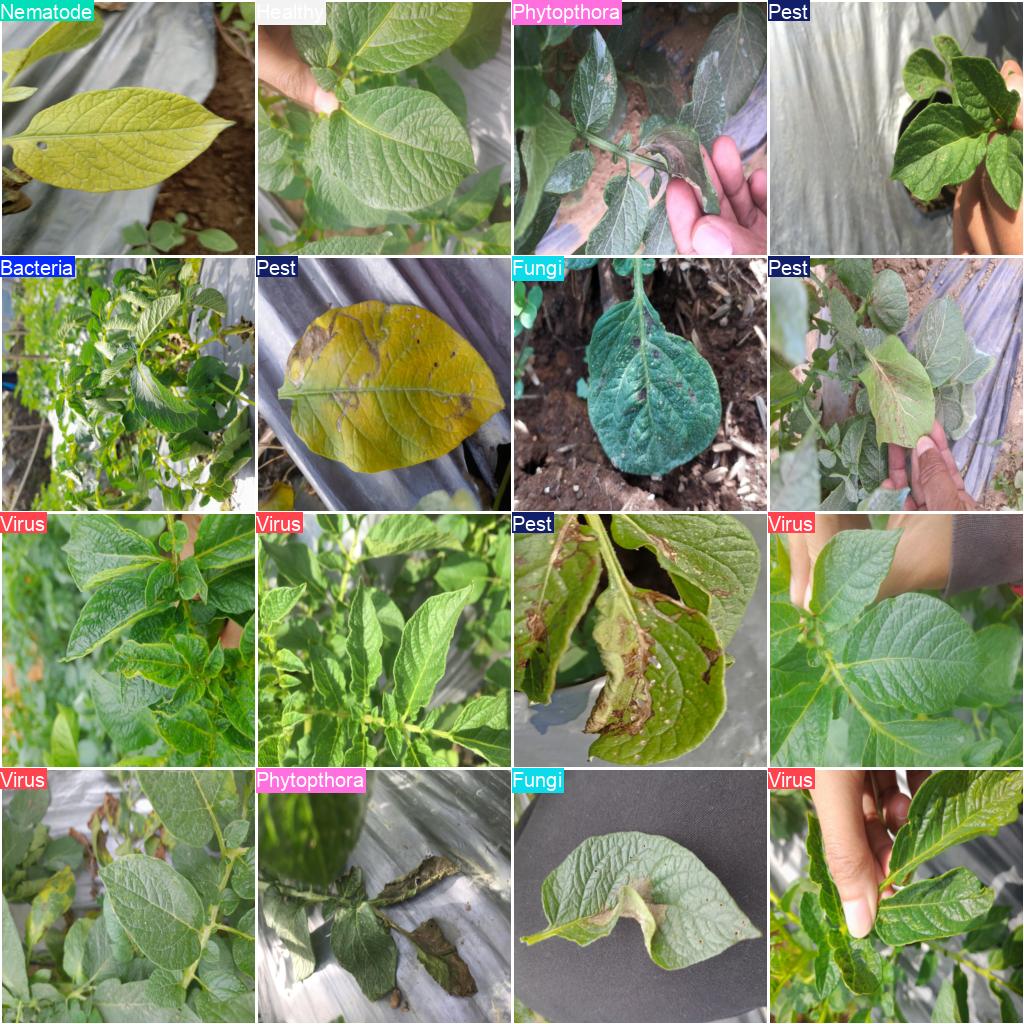 Nematode
Healthy
Phytopthora
Pest
Bacteria
Pest
Fungi
Pest
Virus
Virus
Pest
Virus
Virus
Phytopthora
Fungi
Virus